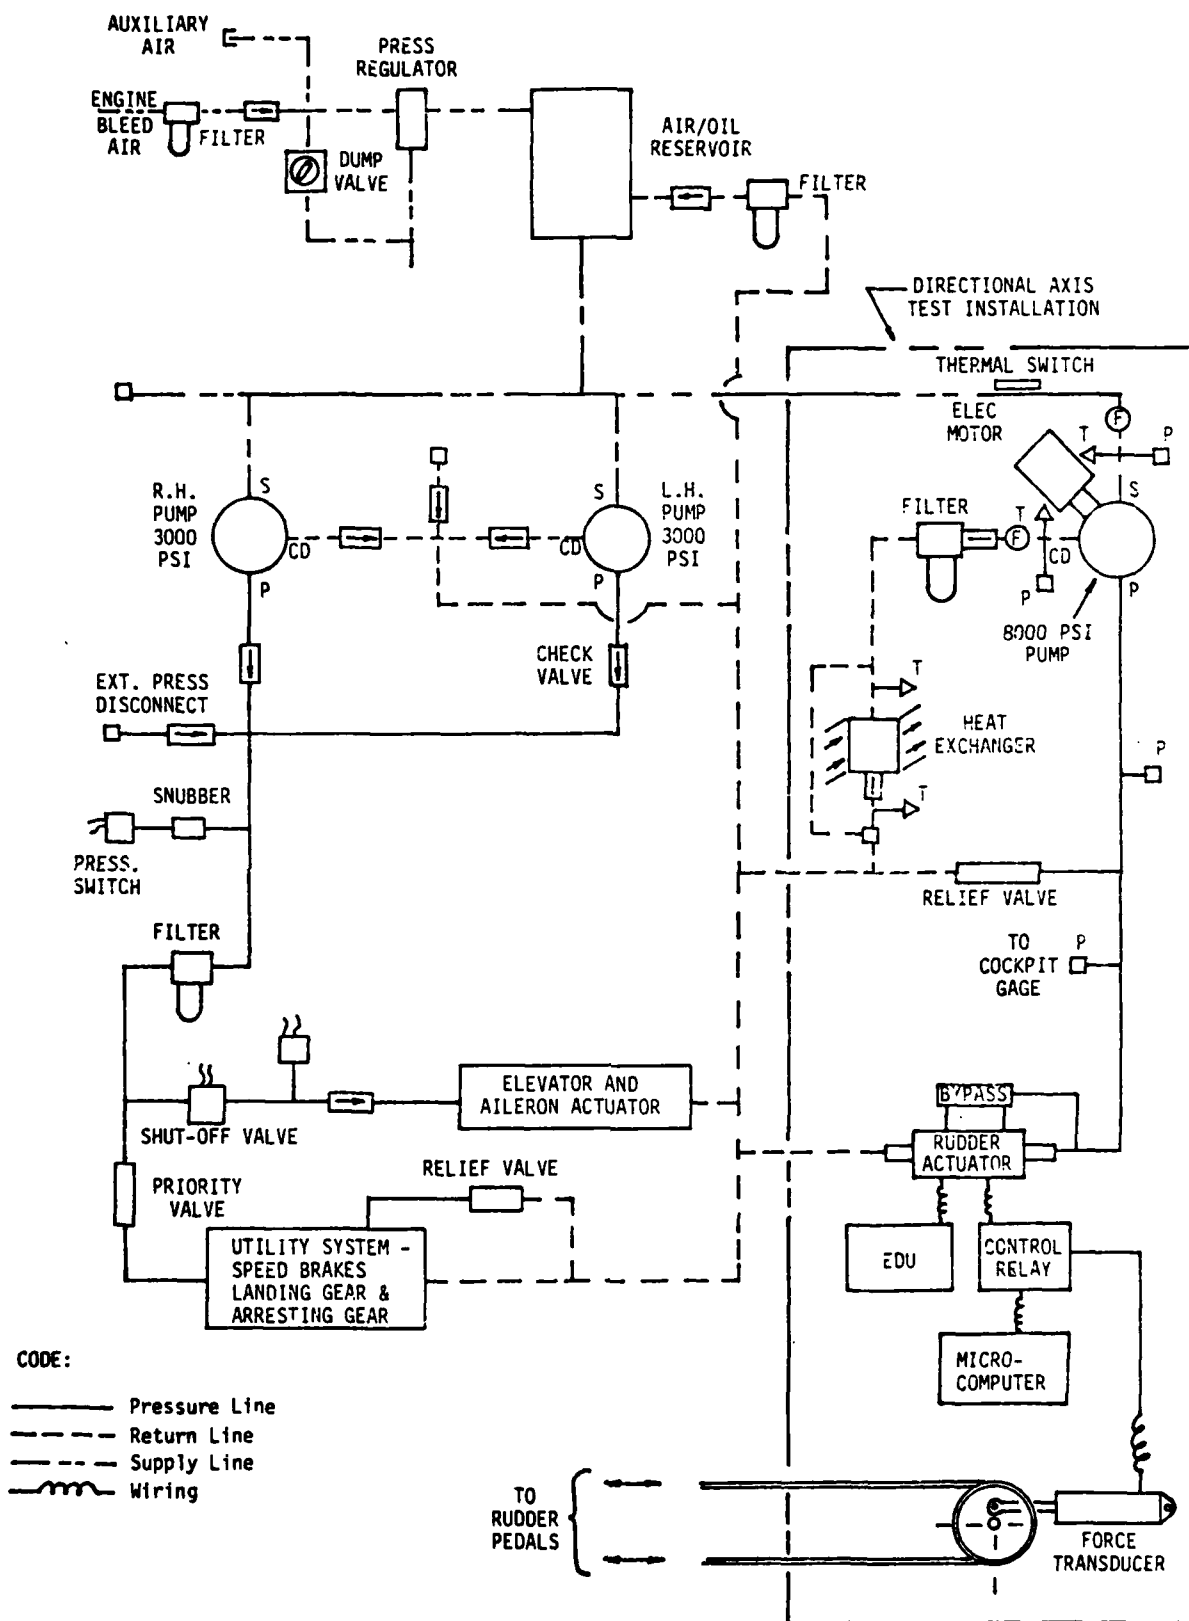 AUXILIARY
AIR
PRESS
REGULATOR
ENGINE
BLEED
AIR
FILTER
DUMP
VALVE
AIR/OIL
RESERVOIR
FILTER
DIRECTIONAL AXIS
TEST INSTALLATION
THERMAL SWITCH
ELEC
MOTOR
F
T
P
S
R.H.
PUMP
3000
PSI
S
CD
P
S
CD
P
L.H.
PUMP
3000
PSI
FILTER
T
F
CD
P
P
8000 PSI
PUMP
CHECK
VALVE
EXT. PRESS
DISCONNECT
T
HEAT
EXCHANGER
T
P
SNUBBER
PRESS.
SWITCH
RELIEF VALVE
FILTER
TO
COCKPIT
GAGE
P
ELEVATOR AND
AILERON ACTUATOR
SHUT-OFF VALVE
BYPASS
RUDDER
ACTUATOR
PRIORITY
VALVE
RELIEF VALVE
UTILITY SYSTEM -
SPEED BRAKES
LANDING GEAR &
ARRESTING GEAR
EDU
CONTROL
RELAY
MICRO-
COMPUTER
CODE:
Pressure Line
Return Line
Supply Line
Wiring
TO
RUDDER
PEDALS
FORCE
TRANSDUCER